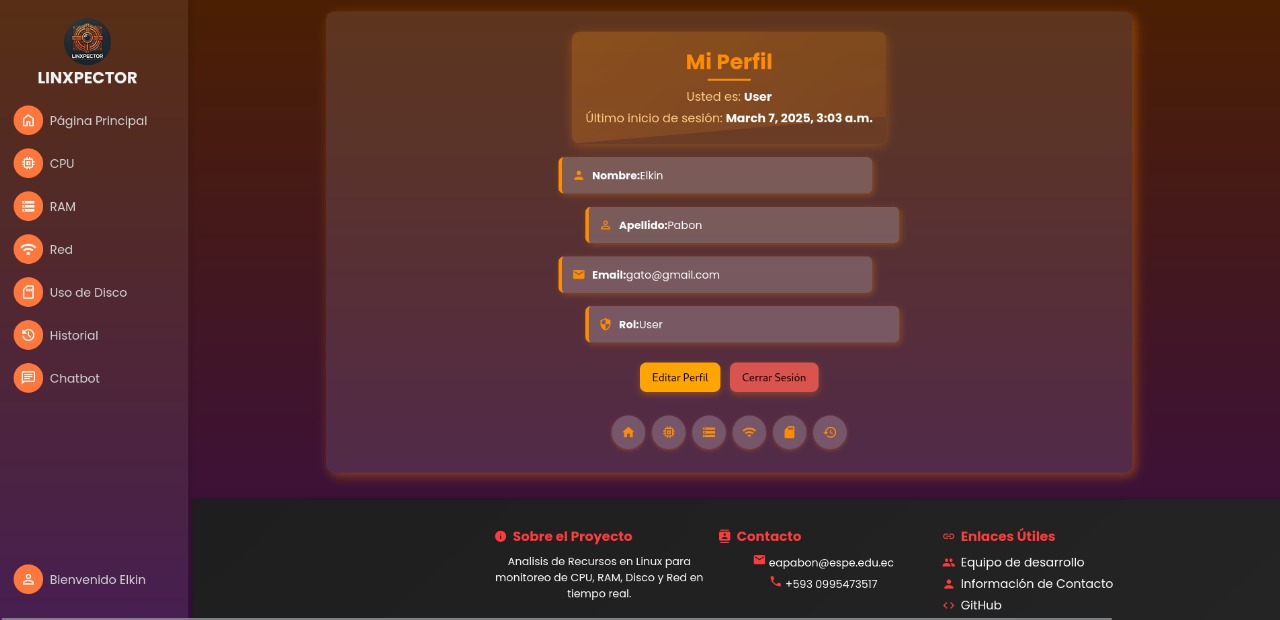 LINXPECTOR
LINXPECTOR
Página Principal
CPU
RAM
Red
Uso de Disco
Historial
Chatbot
Bienvenido Elkin
Mi Perfil
Usted es: User
Último inicio de sesión: March 7, 2025, 3:03 a.m.
Nombre:Elkin
Apellido:Pabon
Email:gato@gmail.com
Rol:User
Editar Perfil
Cerrar Sesión
Sobre el Proyecto
Analisis de Recursos en Linux para
monitoreo de CPU, RAM, Disco y Red en
tiempo real.
Contacto
eapabon@espe.edu.ec
+593 0995473517
Enlaces Útiles
Equipo de desarrollo
Información de Contacto
GitHub